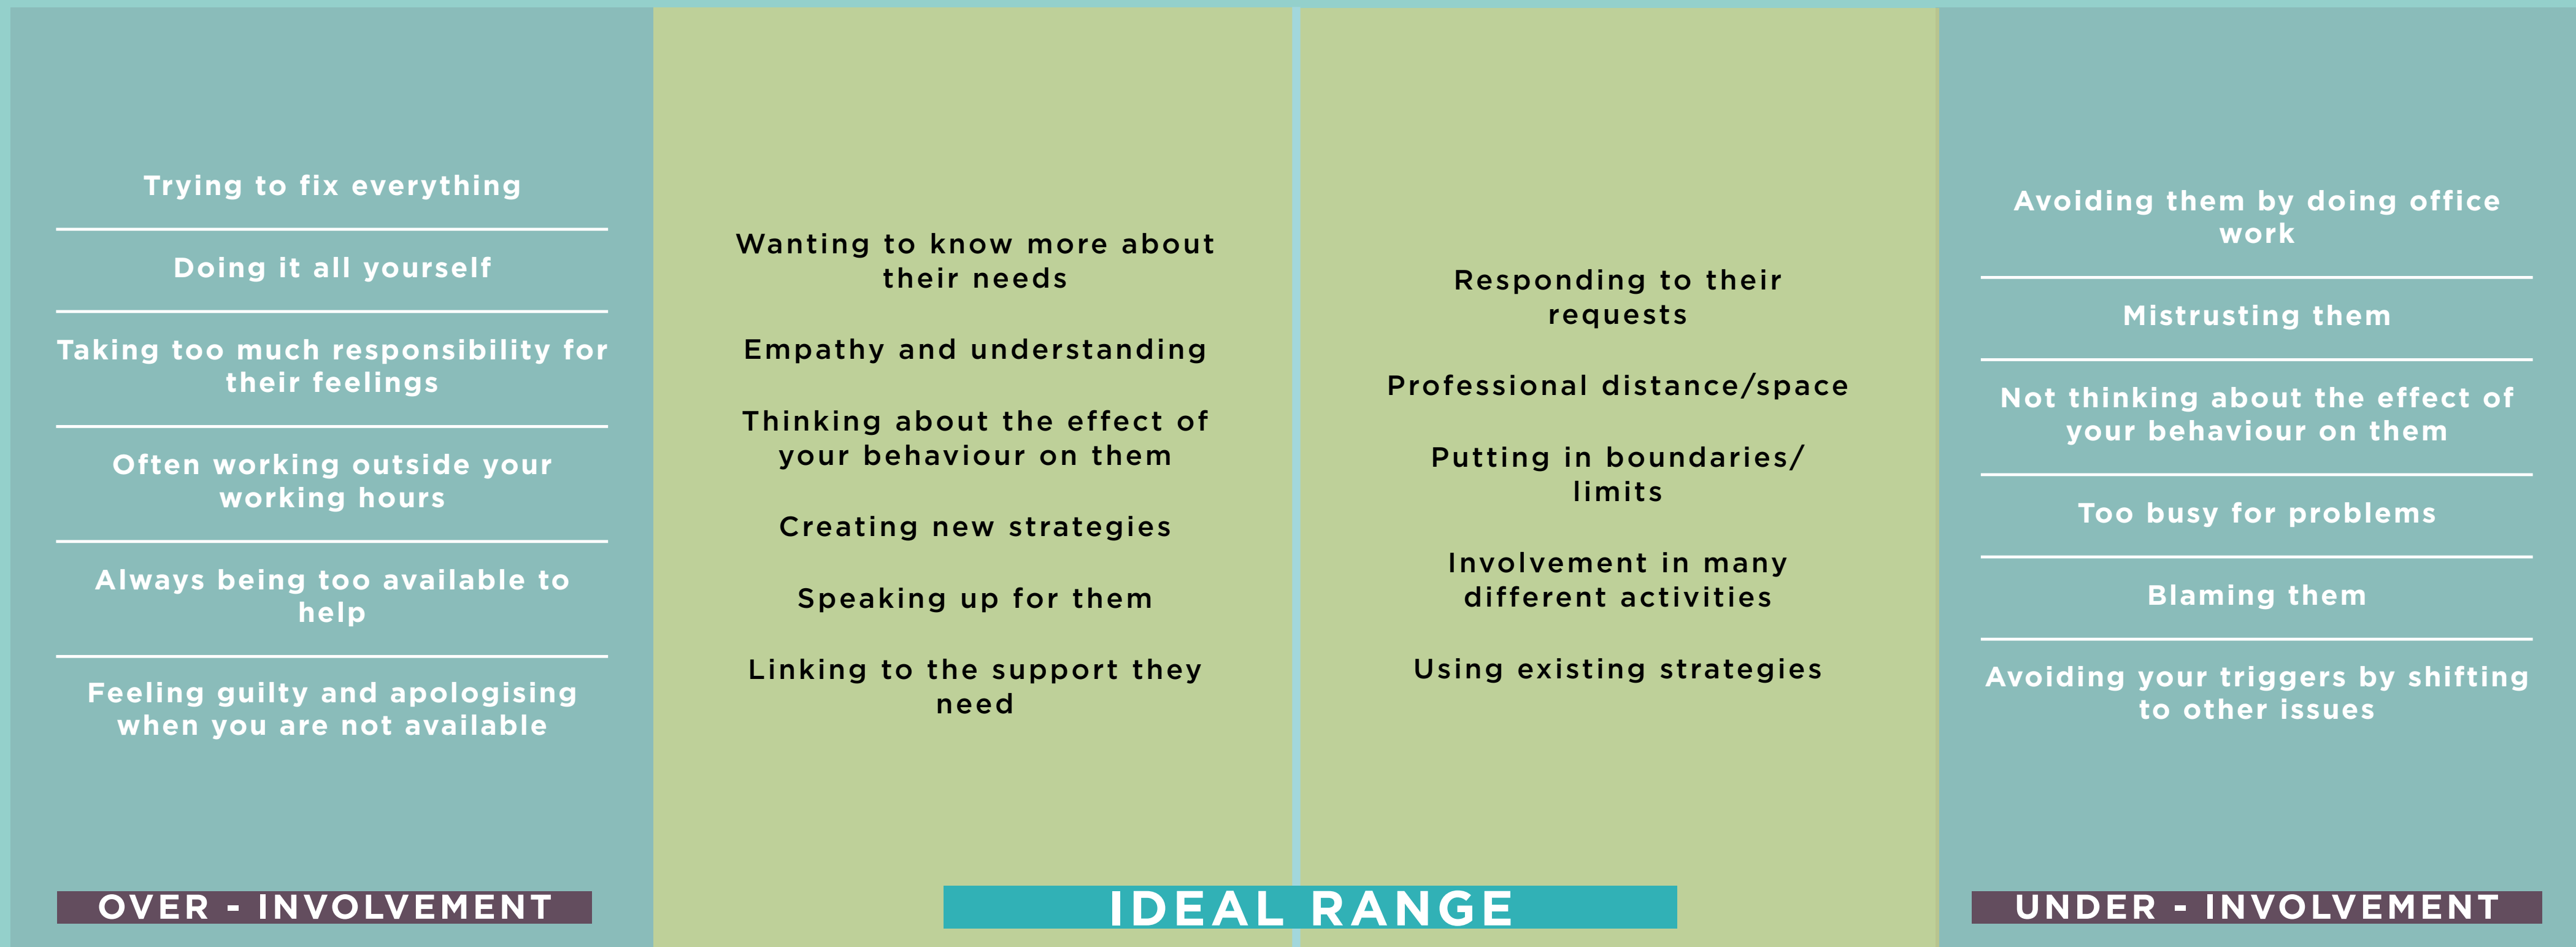 Trying to fix everything
Doing it all yourself
Taking too much responsibility for
their feelings
Often working outside your
working hours
Always being too available to
help
Feeling guilty and apologising
when you are not available
OVER - INVOLVEMENT
Wanting to know more about
their needs
Empathy and understanding
Thinking about the effect of
your behaviour on them
Creating new strategies
Speaking up for them
Linking to the support they
need
Responding to their
requests
Professional distance/space
Putting in boundaries/
limits
Involvement in many
different activities
Using existing strategies
IDEAL RANGE
Avoiding them by doing office
work
Mistrusting them
Not thinking about the effect of
your behaviour on them
Too busy for problems
Blaming them
Avoiding your triggers by shifting
to other issues
UNDER - INVOLVEMENT